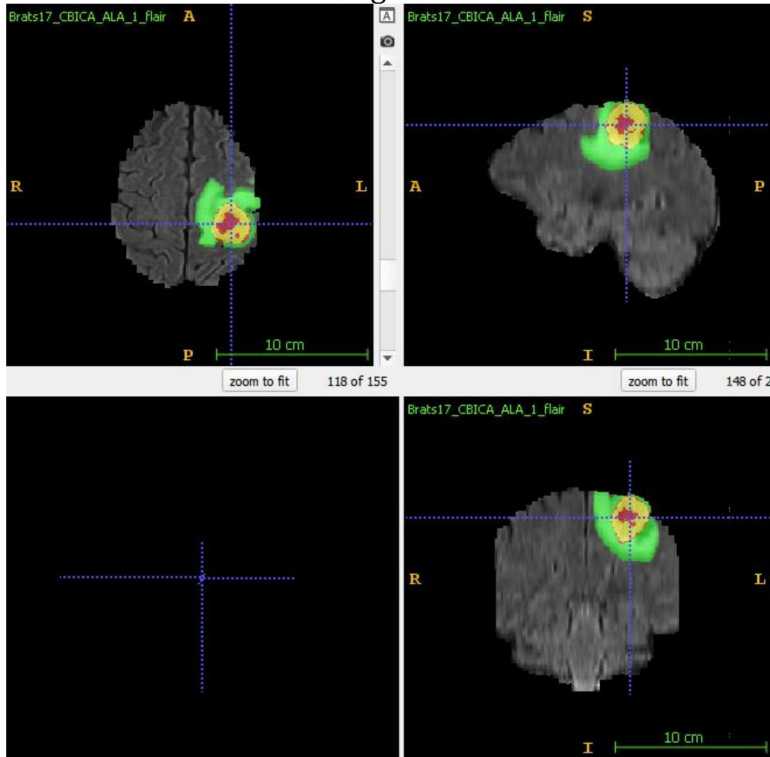 Brats17_CBICA_ALA_1_flair A
R L
10 cm
P
zoom to fit 118 of 155
A
Brats17_CBICA_ALA_1_flair S
A P
10 cm
I
zoom to fit 148 of 2
Brats17_CBICA_ALA_1_flair S
R L
10 cm
I